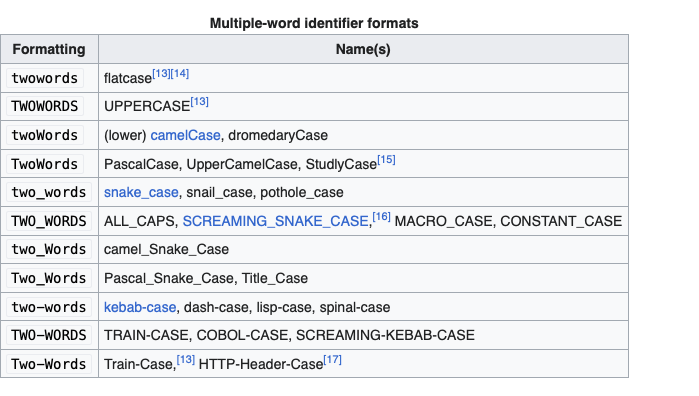 Multiple-word identifier formats
Formatting Name(s)
twowords flatcase[13][14]
TWOWORDS UPPERCASE[13]
twoWords (lower) camelCase, dromedaryCase
TwoWords PascalCase, UpperCamelCase, StudlyCase[15]
two_words snake_case, snail_case, pothole_case
TWO_WORDS ALL_CAPS, SCREAMING_SNAKE_CASE,[16] MACRO_CASE, CONSTANT_CASE
two_Words camel_Snake_Case
Two_Words Pascal_Snake_Case, Title_Case
two-words kebab-case, dash-case, lisp-case, spinal-case
TWO-WORDS TRAIN-CASE, COBOL-CASE, SCREAMING-KEBAB-CASE
Two-Words Train-Case,[13] HTTP-Header-Case[17]